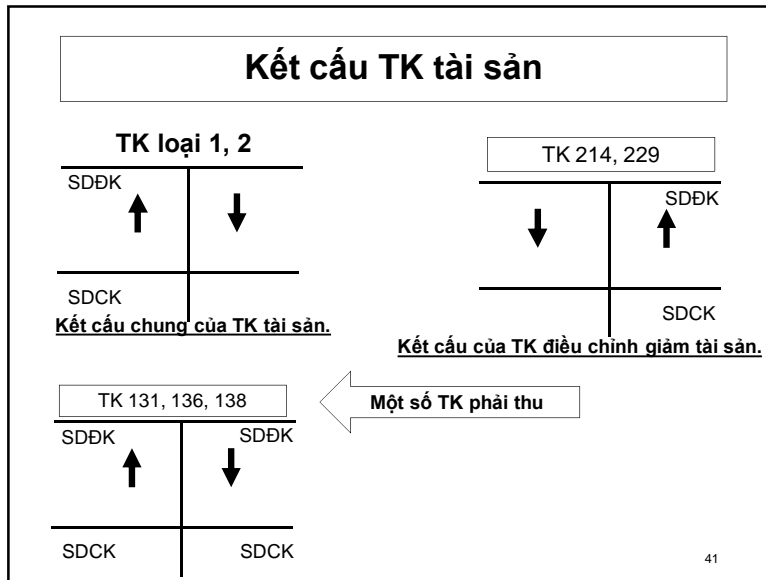 Kết cấu TK tài sản
TK loại 1, 2
SDĐK
SDCK
Kết cấu chung của TK tài sản.
TK 214, 229
SDĐK
SDCK
Kết cấu của TK điều chỉnh giảm tài sản.
TK 131, 136, 138
Một số TK phải thu
SDĐK SDĐK
SDCK SDCK
41